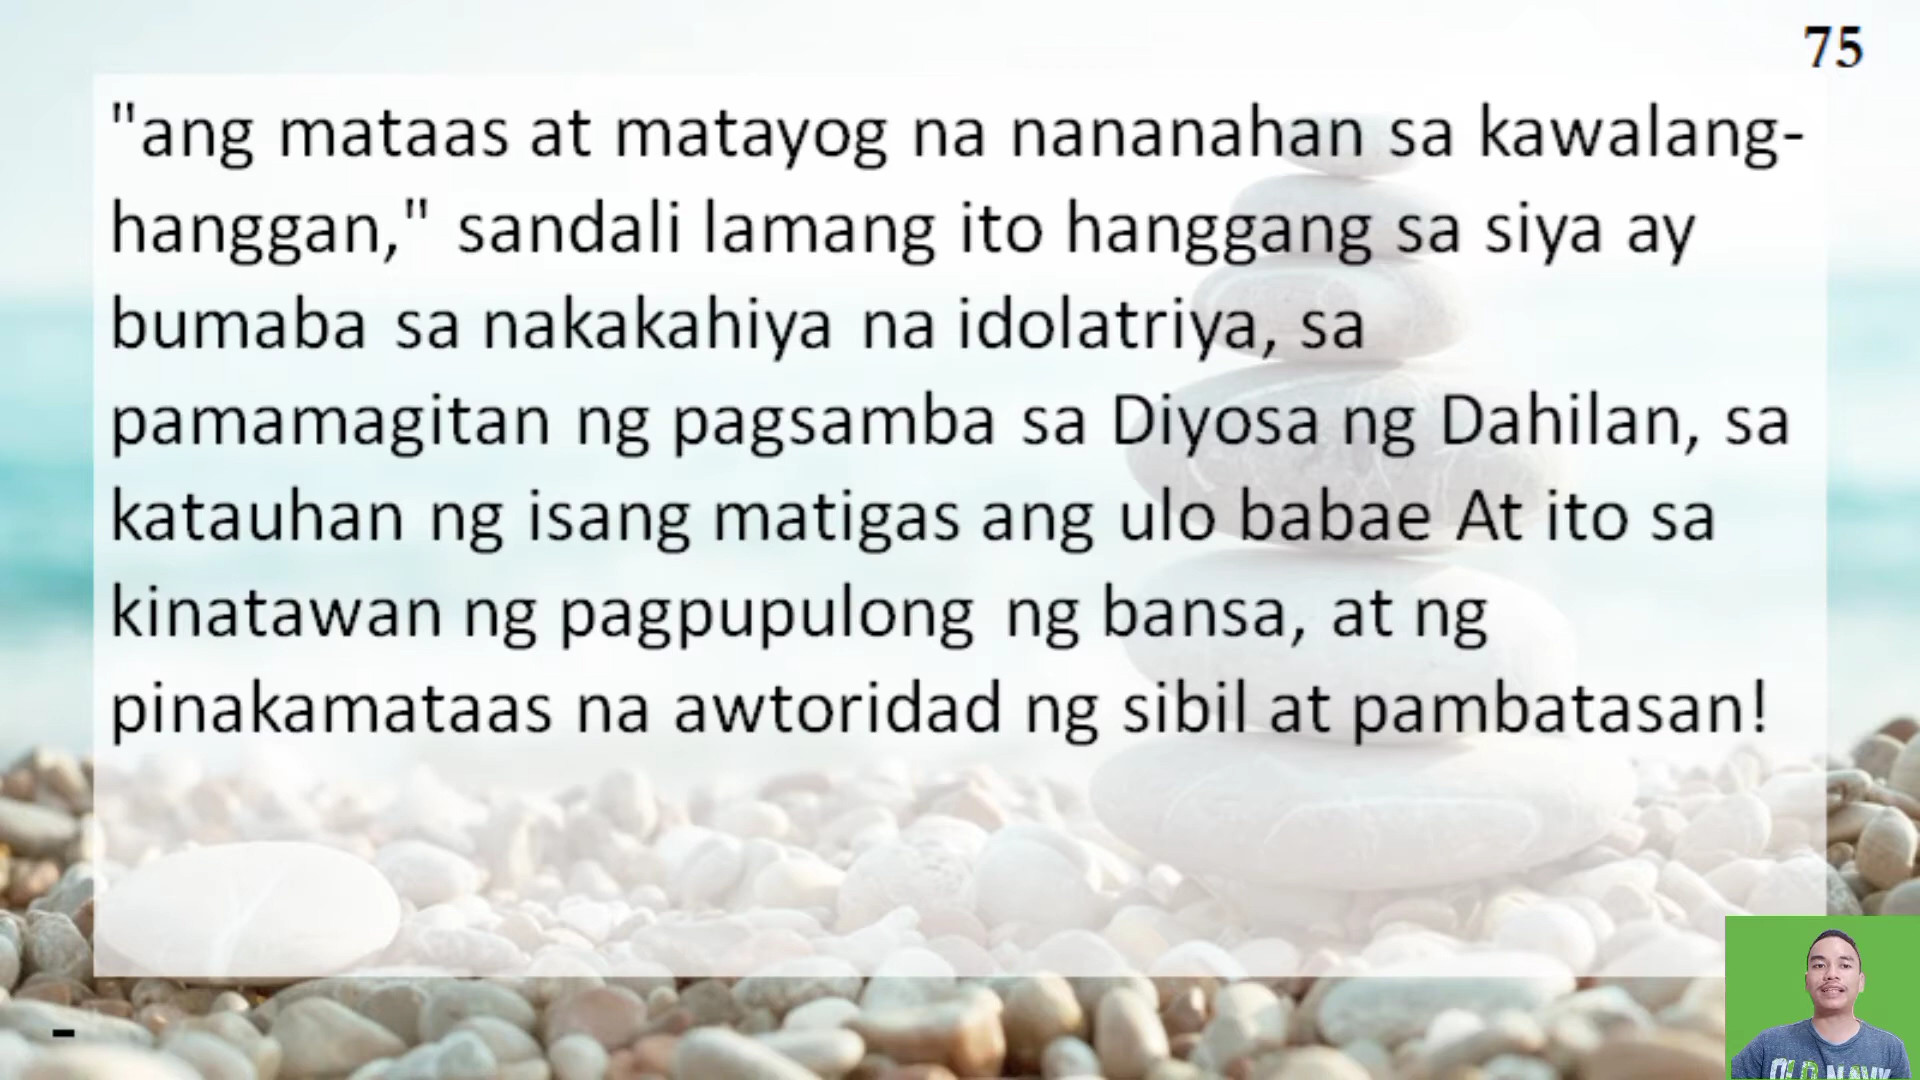 75
"ang mataas at matayog na nananahan sa kawalang-
hanggan," sandali lamang ito hanggang sa siya ay
bumaba sa nakakahiya na idolatriya, sa
pamamagitan ng pagsamba sa Diyosa ng Dahilan, sa
katauhan ng isang matigas ang ulo babae At ito sa
kinatawan ng pagpupulong ng bansa, at ng
pinakamataas na awtoridad ng sibil at pambatasan!
-
OLD NAVY